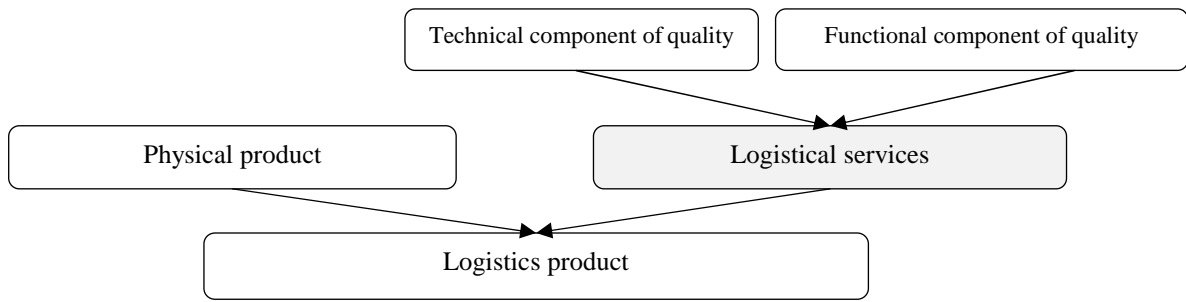 Technical component of quality
Functional component of quality
Physical product
Logistical services
Logistics product